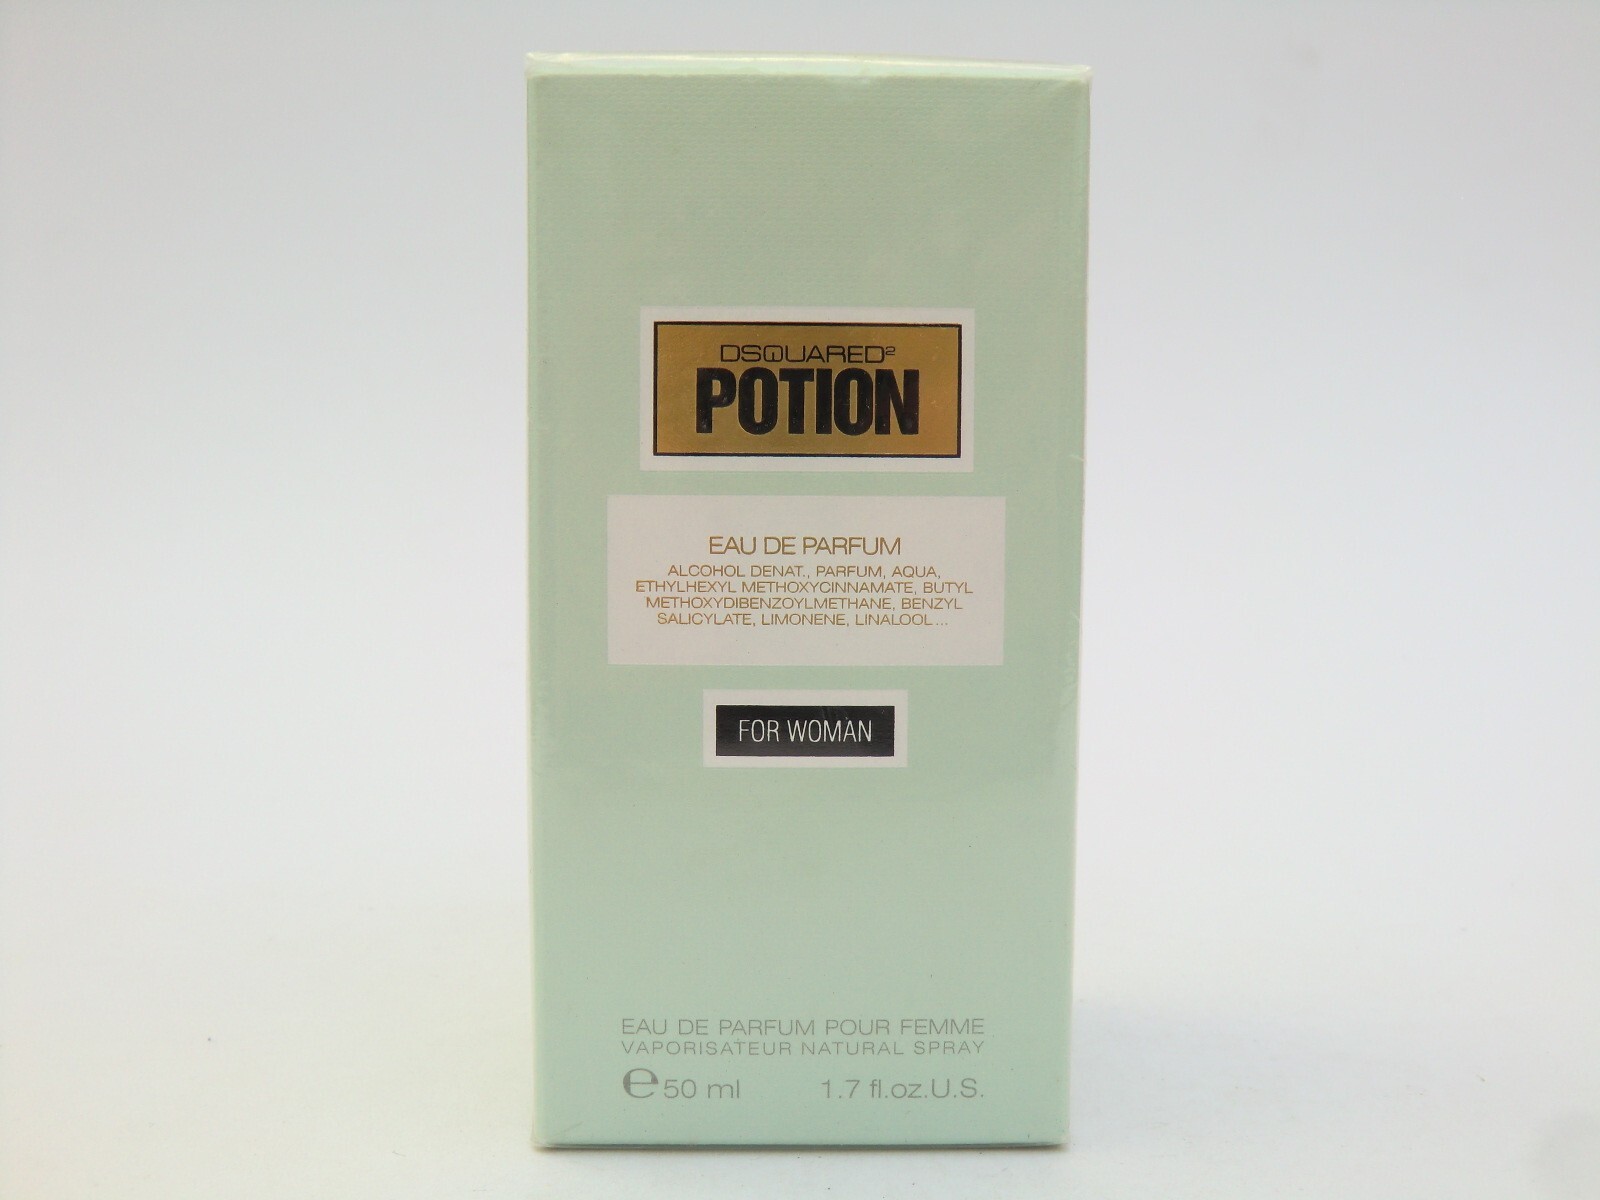 DSQUARED²
POTION
EAU DE PARFUM
ALCOHOL DENAT., PARFUM, AQUA,
ETHYLHEXYL METHOXYCINNAMATE, BUTYL
METHOXYDIBENZOYLMETHANE, BENZYL
SALICYLATE, LIMONENE, LINALOOL...
FOR WOMAN
EAU DE PARFUM POUR FEMME
VAPORISATEUR NATURAL SPRAY
℮50 ml 1.7 fl.oz.U.S.